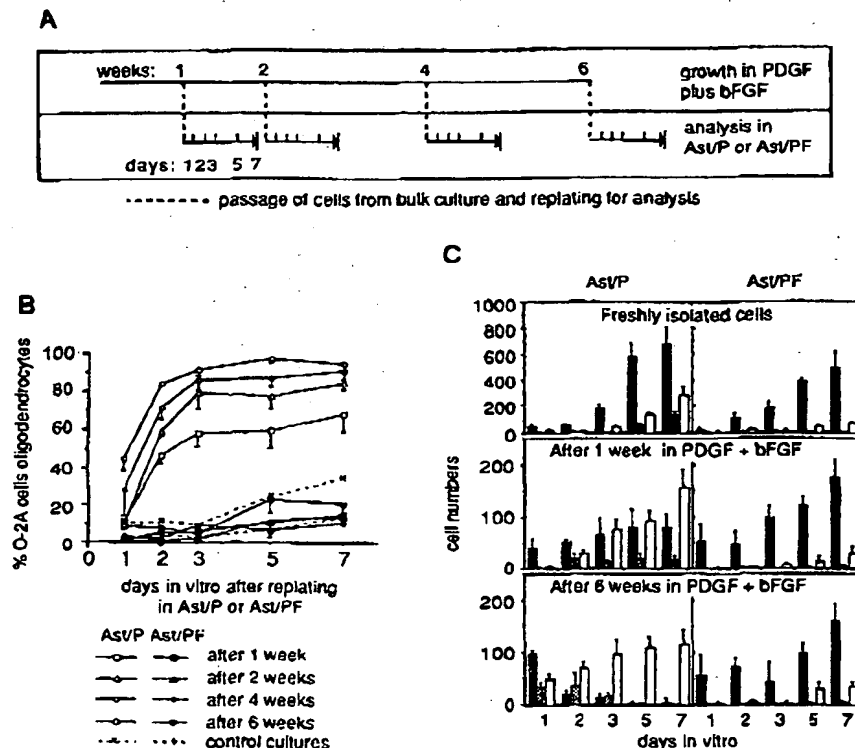 A
weeks: 1 2 4 6
growth in PDGF
plus bFGF
analysis in
Ast/P or Ast/PF
days: 1 2 3 5 7
passage of cells from bulk culture and replating for analysis
B
% O-2A cells oligodendrocytes
100
80
60
40
20
0
0 1 2 3 5 7
days in vitro after replating
in Ast/P or Ast/PF
Ast/P Ast/PF
after 1 week
after 2 weeks
after 4 weeks
after 6 weeks
control cultures
C
Ast/P Ast/PF
cell numbers
Freshly isolated cells
1000
800
600
400
200
0
After 1 week in PDGF + bFGF
200
100
0
After 6 weeks in PDGF + bFGF
200
100
0
1 2 3 5 7 1 2 3 5 7
days in vitro